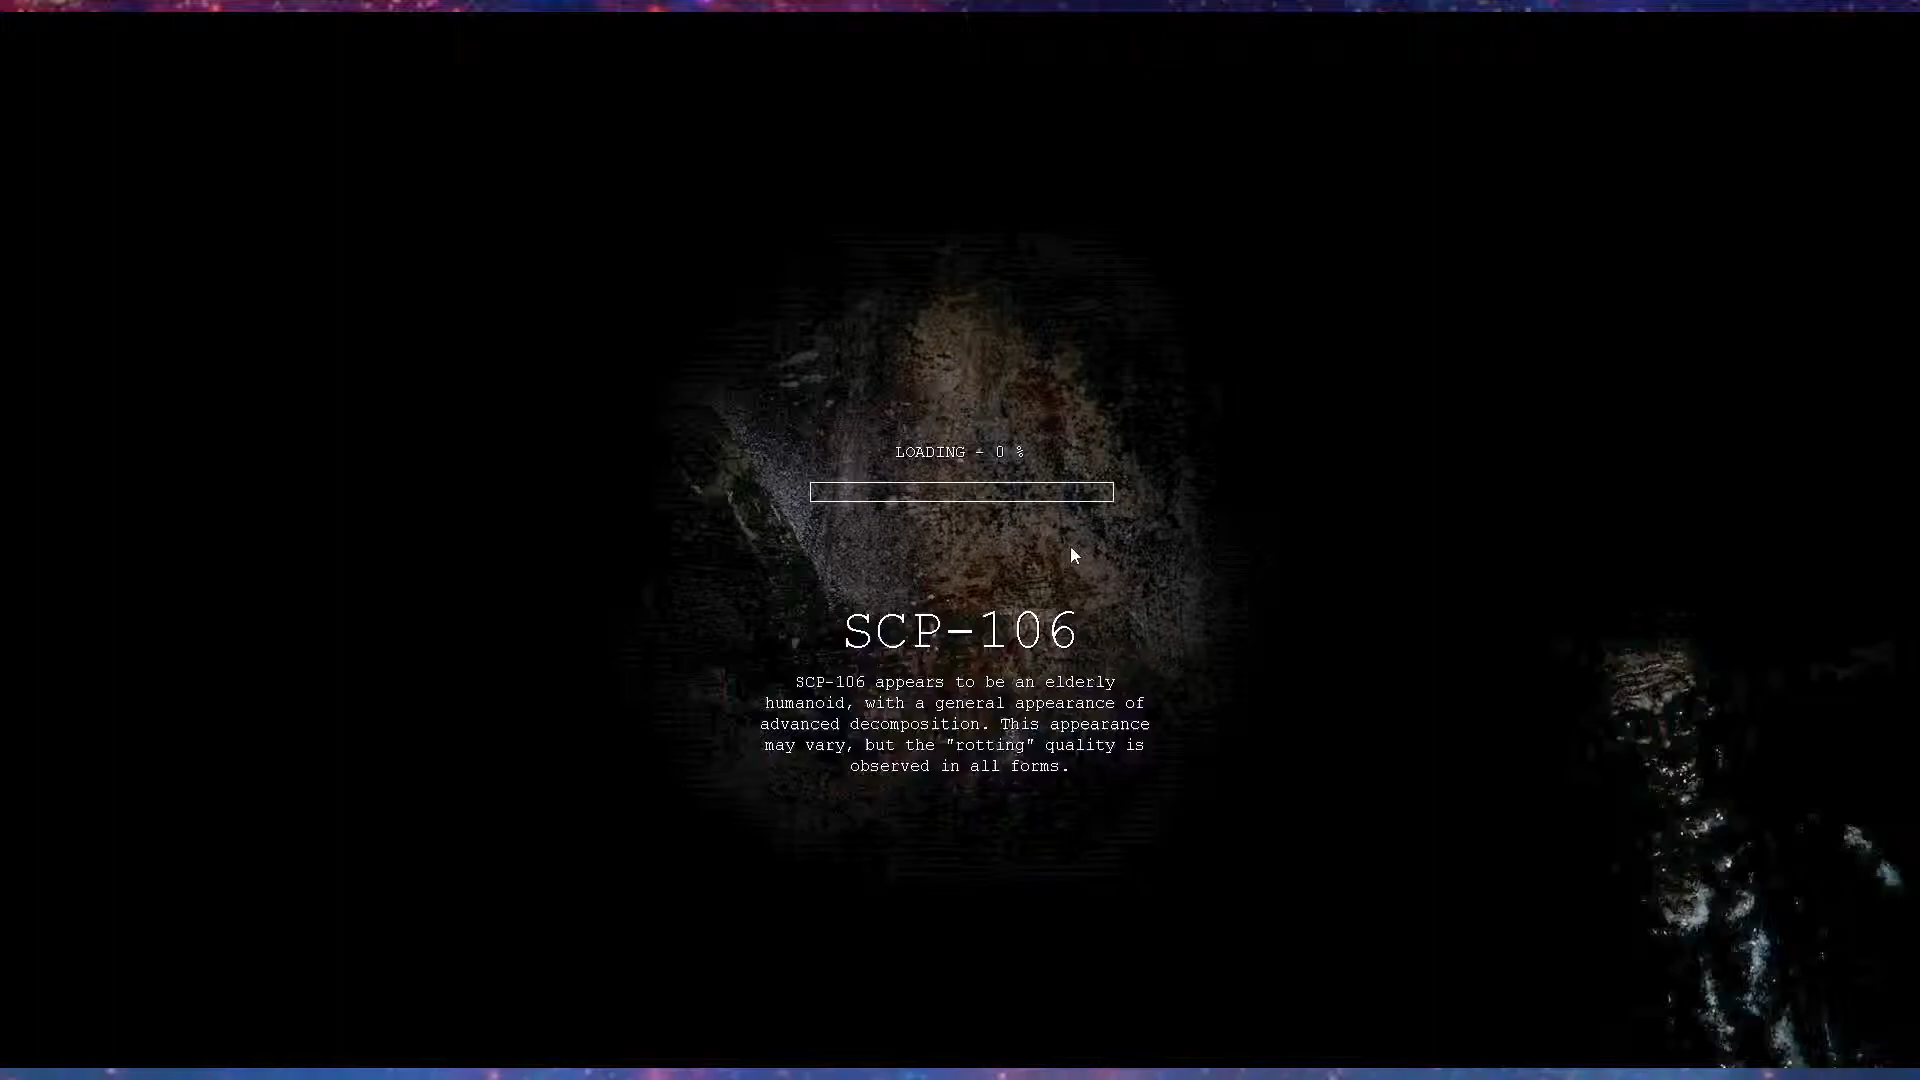 LOADING - 0 %
SCP-106
SCP-106 appears to be an elderly
humanoid, with a general appearance of
advanced decomposition. This appearance
may vary, but the "rotting" quality is
observed in all forms.